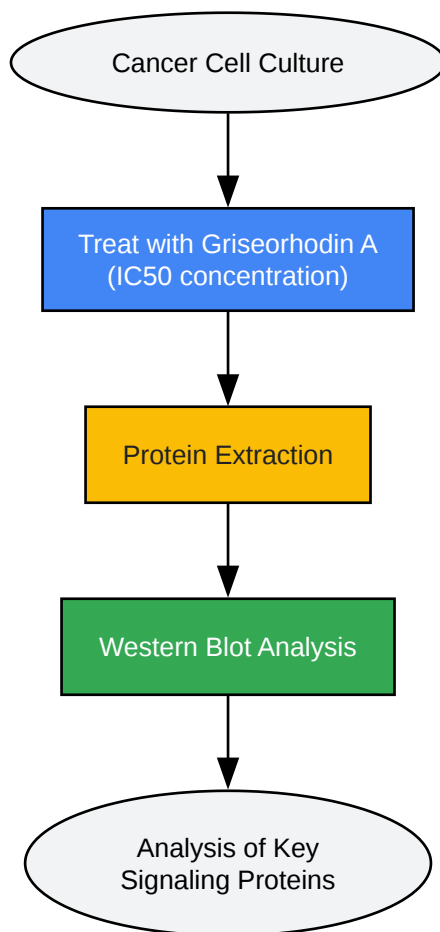 Cancer Cell Culture
Treat with Griseorhodin A
(IC50 concentration)
Protein Extraction
Western Blot Analysis
Analysis of Key
Signaling Proteins